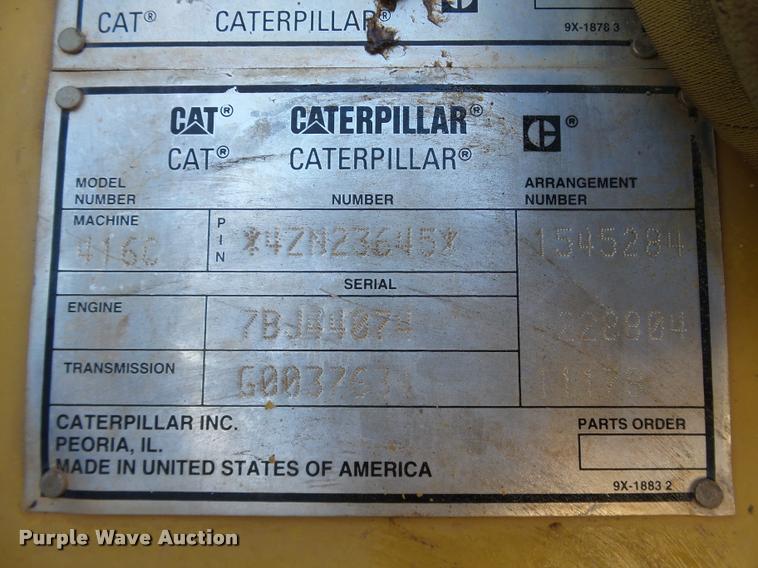 CAT® CATERPILLAR®
9X-1878 3
CAT® CATERPILLAR® ®
CAT® CATERPILLAR®
MODEL NUMBER
NUMBER
ARRANGEMENT NUMBER
MACHINE
416C
PIN
*4ZN23645*
1545284
SERIAL
ENGINE
7BJ44074
TRANSMISSION
CATERPILLAR INC.
PEORIA, IL.
MADE IN UNITED STATES OF AMERICA
PARTS ORDER
9X-1883 2
Purple Wave Auction